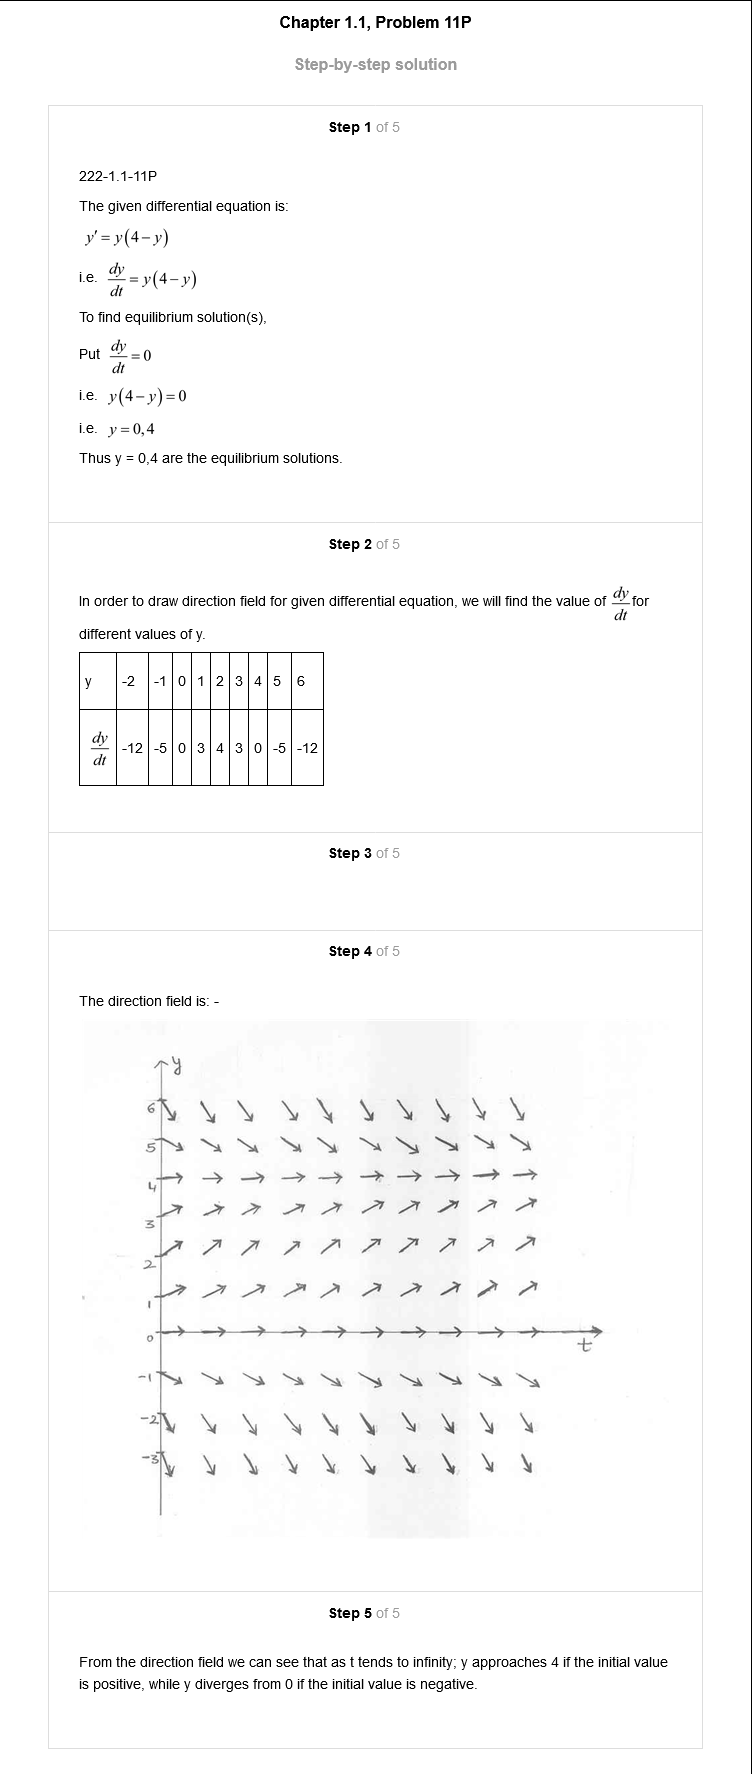 Chapter 1.1, Problem 11P
Step-by-step solution
Step 1 of 5
222-1.1-11P
The given differential equation is:
y′ = y(4 − y)
i.e. dy/dt = y(4 − y)
To find equilibrium solution(s),
Put dy/dt = 0
i.e. y(4 − y) = 0
i.e. y = 0, 4
Thus y = 0,4 are the equilibrium solutions.
Step 2 of 5
In order to draw direction field for given differential equation, we will find the value of dy/dt for
different values of y.
y -2 -1 0 1 2 3 4 5 6
dy/dt -12 -5 0 3 4 3 0 -5 -12
Step 3 of 5
Step 4 of 5
The direction field is: -
y
6
5
4
3
2
1
0
t
-1
-2
-3
Step 5 of 5
From the direction field we can see that as t tends to infinity; y approaches 4 if the initial value
is positive, while y diverges from 0 if the initial value is negative.